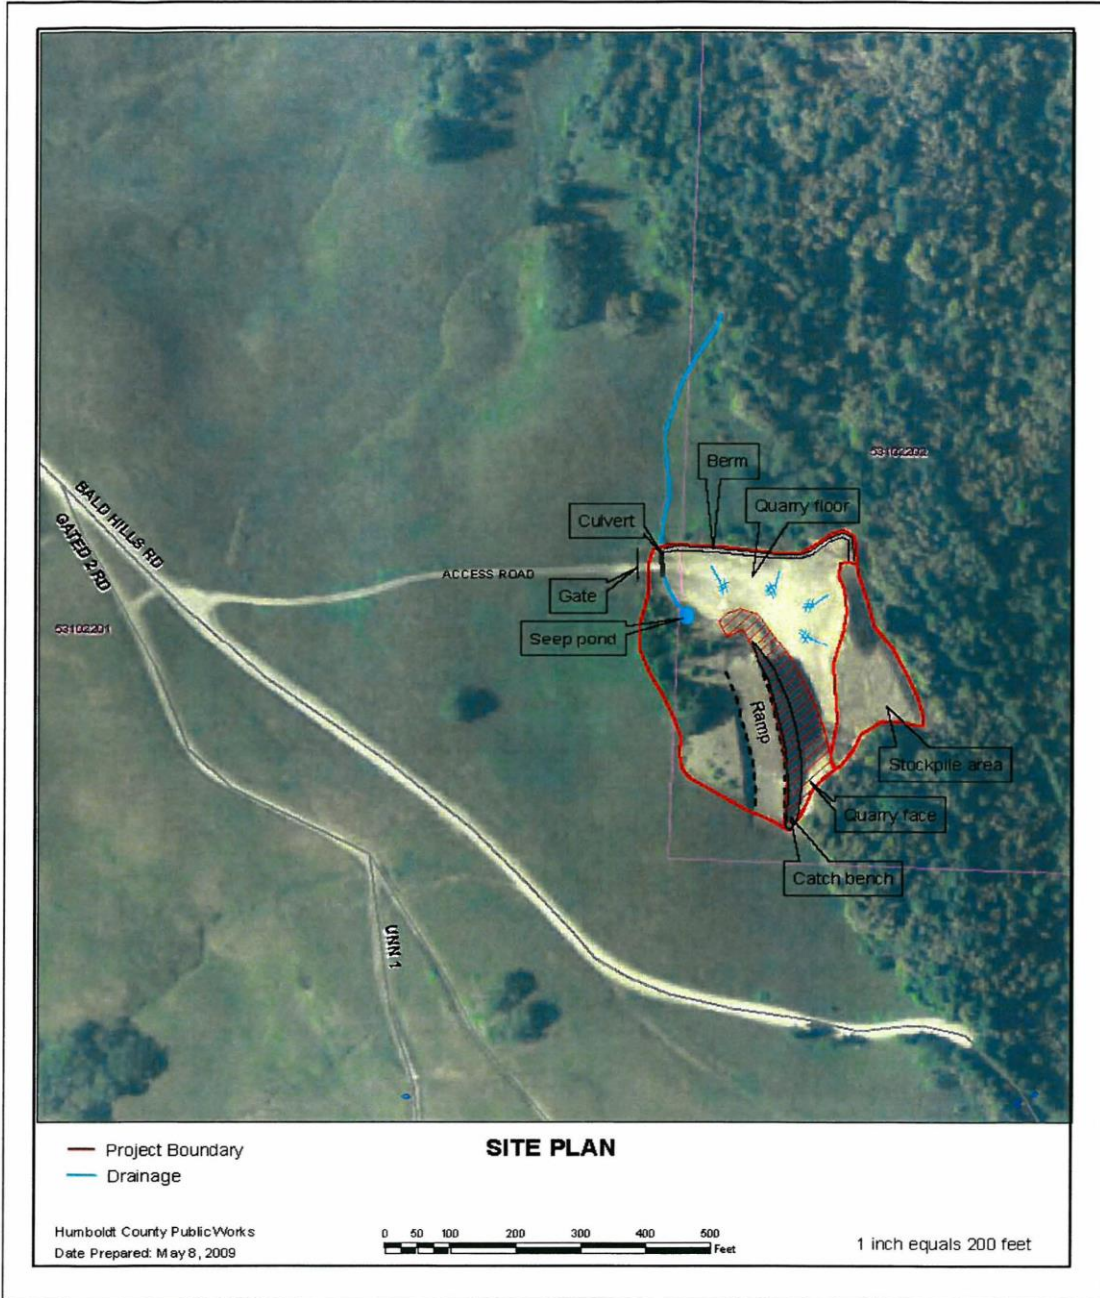 Berm
53102202
Quarry floor
Culvert
BALD HILLS RD
GATED 2 RD
ACCESS ROAD
Gate
53102201
Seep pond
Ramp
Stockpile area
Quarry face
Catch bench
UNN 1
Project Boundary
SITE PLAN
Drainage
Humboldt County Public Works
Date Prepared: May 8, 2009
0 50 100 200 300 400 500
Feet
1 inch equals 200 feet